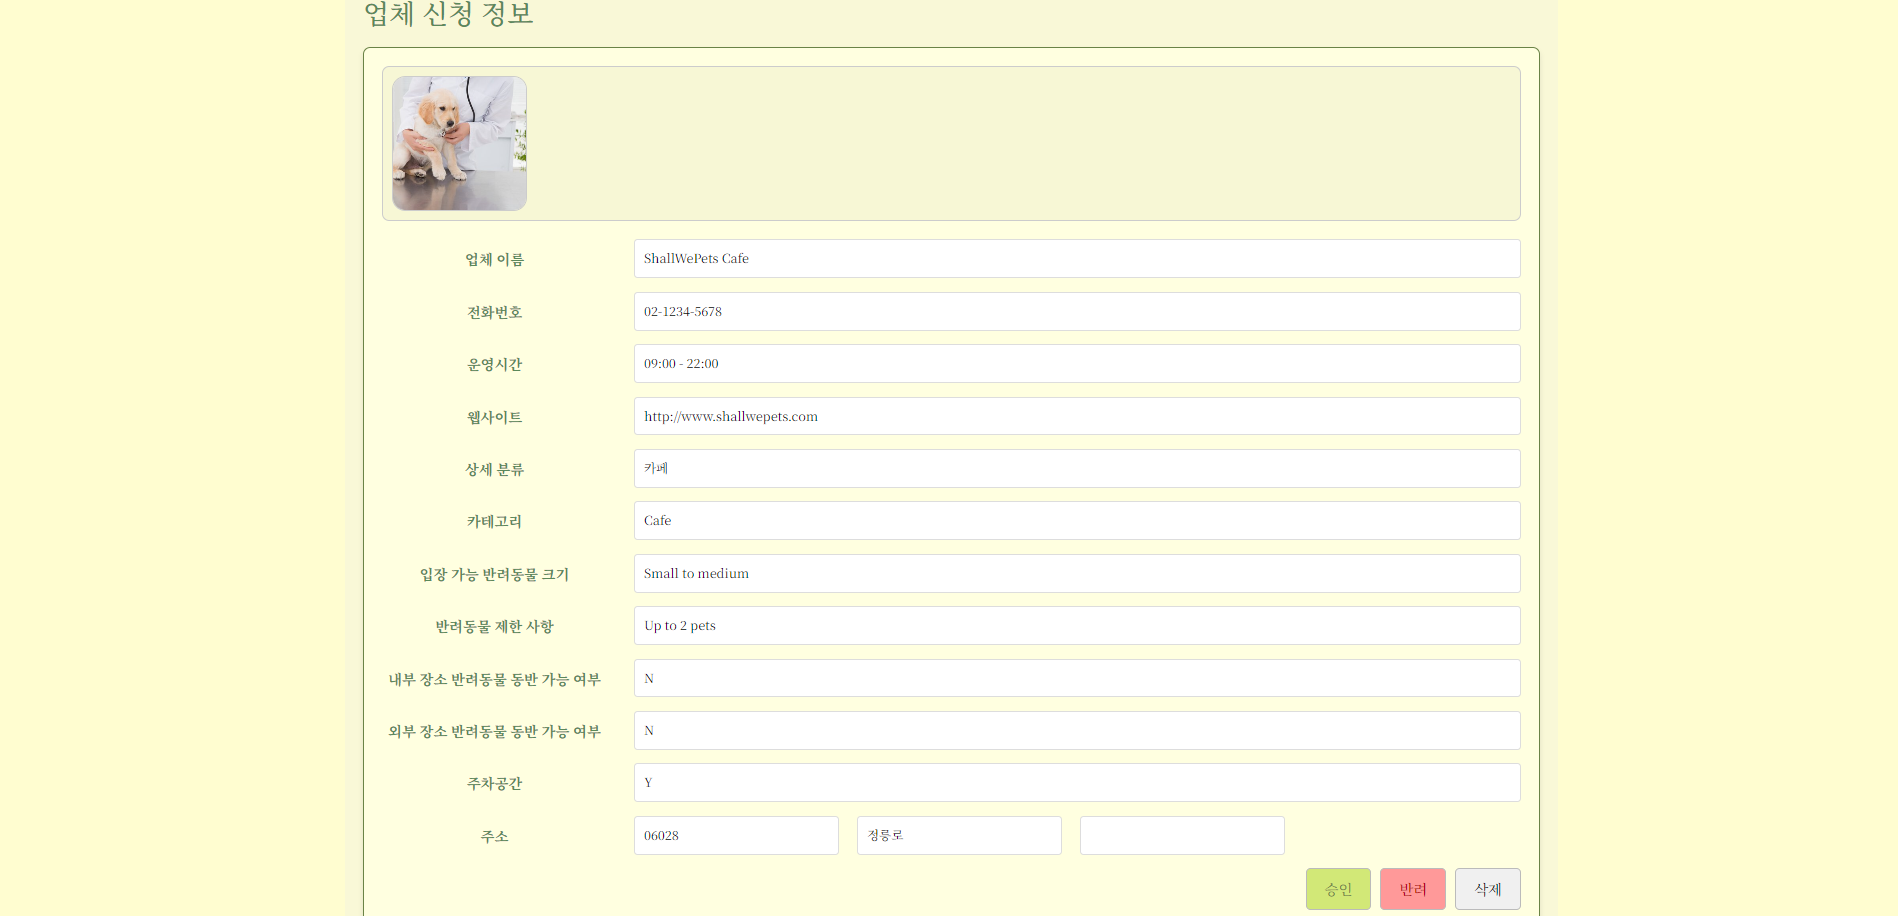 업체 신청 정보
업체 이름 ShallWePets Cafe
전화번호 02-1234-5678
운영시간 09:00 - 22:00
웹사이트 http://www.shallwepets.com
상세 분류 카페
카테고리 Cafe
입장 가능 반려동물 크기 Small to medium
반려동물 제한 사항 Up to 2 pets
내부 장소 반려동물 동반 가능 여부 N
외부 장소 반려동물 동반 가능 여부 N
주차공간 Y
주소 06028 정릉로
승인 반려 삭제